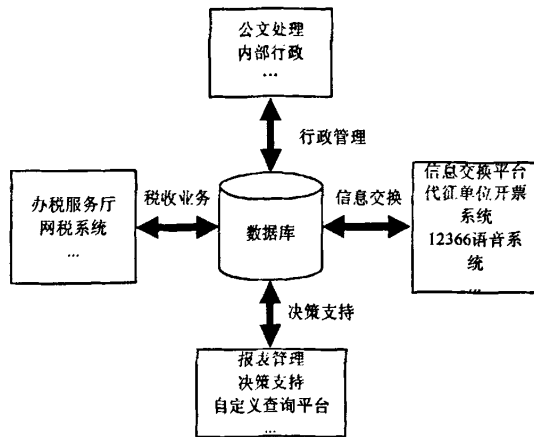 公文处理
内部行政
...
行政管理
办税服务厅
网税系统
...
税收业务
数据库
信息交换
信息交换平台
代征单位开票
系统
12366语音系
统
...
决策支持
报表管理
决策支持
自定义查询平台
...